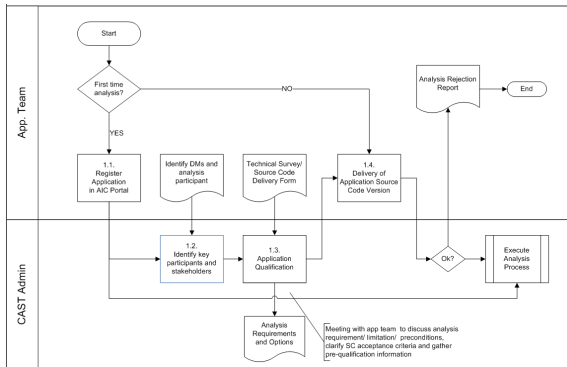 App. Team
Start
First time
analysis?
NO
YES
1.1.
Register
Application
in AIC Portal
Identify DMs and
analysis
participant
Technical Survey/
Source Code
Delivery Form
1.4.
Delivery of
Application Source
Code Version
Analysis Rejection
Report
End
CAST Admin
1.2.
Identify key
participants and
stakeholders
1.3.
Application
Qualification
Ok?
Execute
Analysis
Process
Analysis
Requirements
and Options
Meeting with app team to discuss analysis
requirement/ limitation/ preconditions,
clarify SC acceptance criteria and gather
pre-qualification information